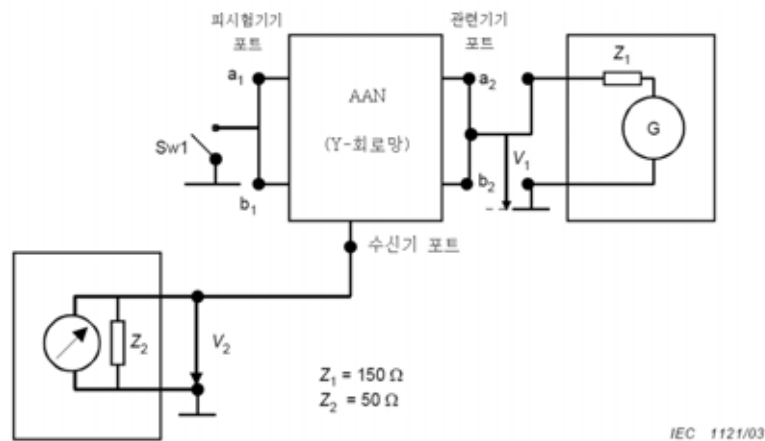 피시험기기
포트
관련기기
포트
Z1
a1
a2
AAN
(Y-회로망)
G
Sw1
V1
b1
b2
수신기 포트
Z2
V2
Z1 = 150 Ω
Z2 = 50 Ω
IEC 1121/03